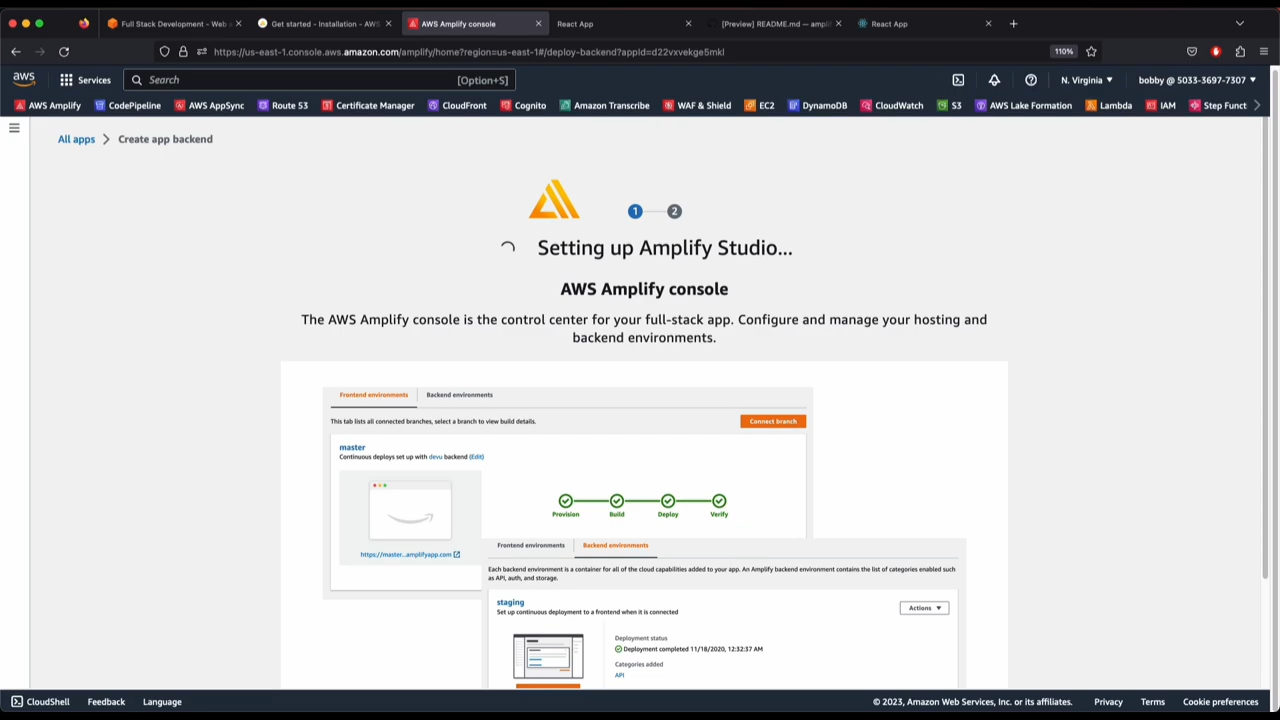 Full Stack Development - Web
Get started - Installation - AWS
AWS Amplify console
React App
[Preview] README.md — ampli
React App
https://us-east-1.console.aws.amazon.com/amplify/home?region=us-east-1#/deploy-backend?appId=d22vxvekge5mkl
110%
aws
Services
Search
[Option+S]
N. Virginia
bobby @ 5033-3697-7307
AWS Amplify
CodePipeline
AWS AppSync
Route 53
Certificate Manager
CloudFront
Cognito
Amazon Transcribe
WAF & Shield
EC2
DynamoDB
CloudWatch
S3
AWS Lake Formation
Lambda
IAM
Step Funct
All apps
Create app backend
1
2
Setting up Amplify Studio...
AWS Amplify console
The AWS Amplify console is the control center for your full-stack app. Configure and manage your hosting and
backend environments.
Frontend environments
Backend environments
This tab lists all connected branches, select a branch to view build details.
Connect branch
master
Continuous deploys set up with devu backend (Edit)
Provision
Build
Deploy
Verify
https://master...amplifyapp.com
Frontend environments
Backend environments
Each backend environment is a container for all of the cloud capabilities added to your app. An Amplify backend environment contains the list of categories enabled such
as API, auth, and storage.
staging
Set up continuous deployment to a frontend when it is connected
Actions
Deployment status
Deployment completed 11/18/2020, 12:32:37 AM
Categories added
API
CloudShell
Feedback
Language
© 2023, Amazon Web Services, Inc. or its affiliates.
Privacy
Terms
Cookie preferences